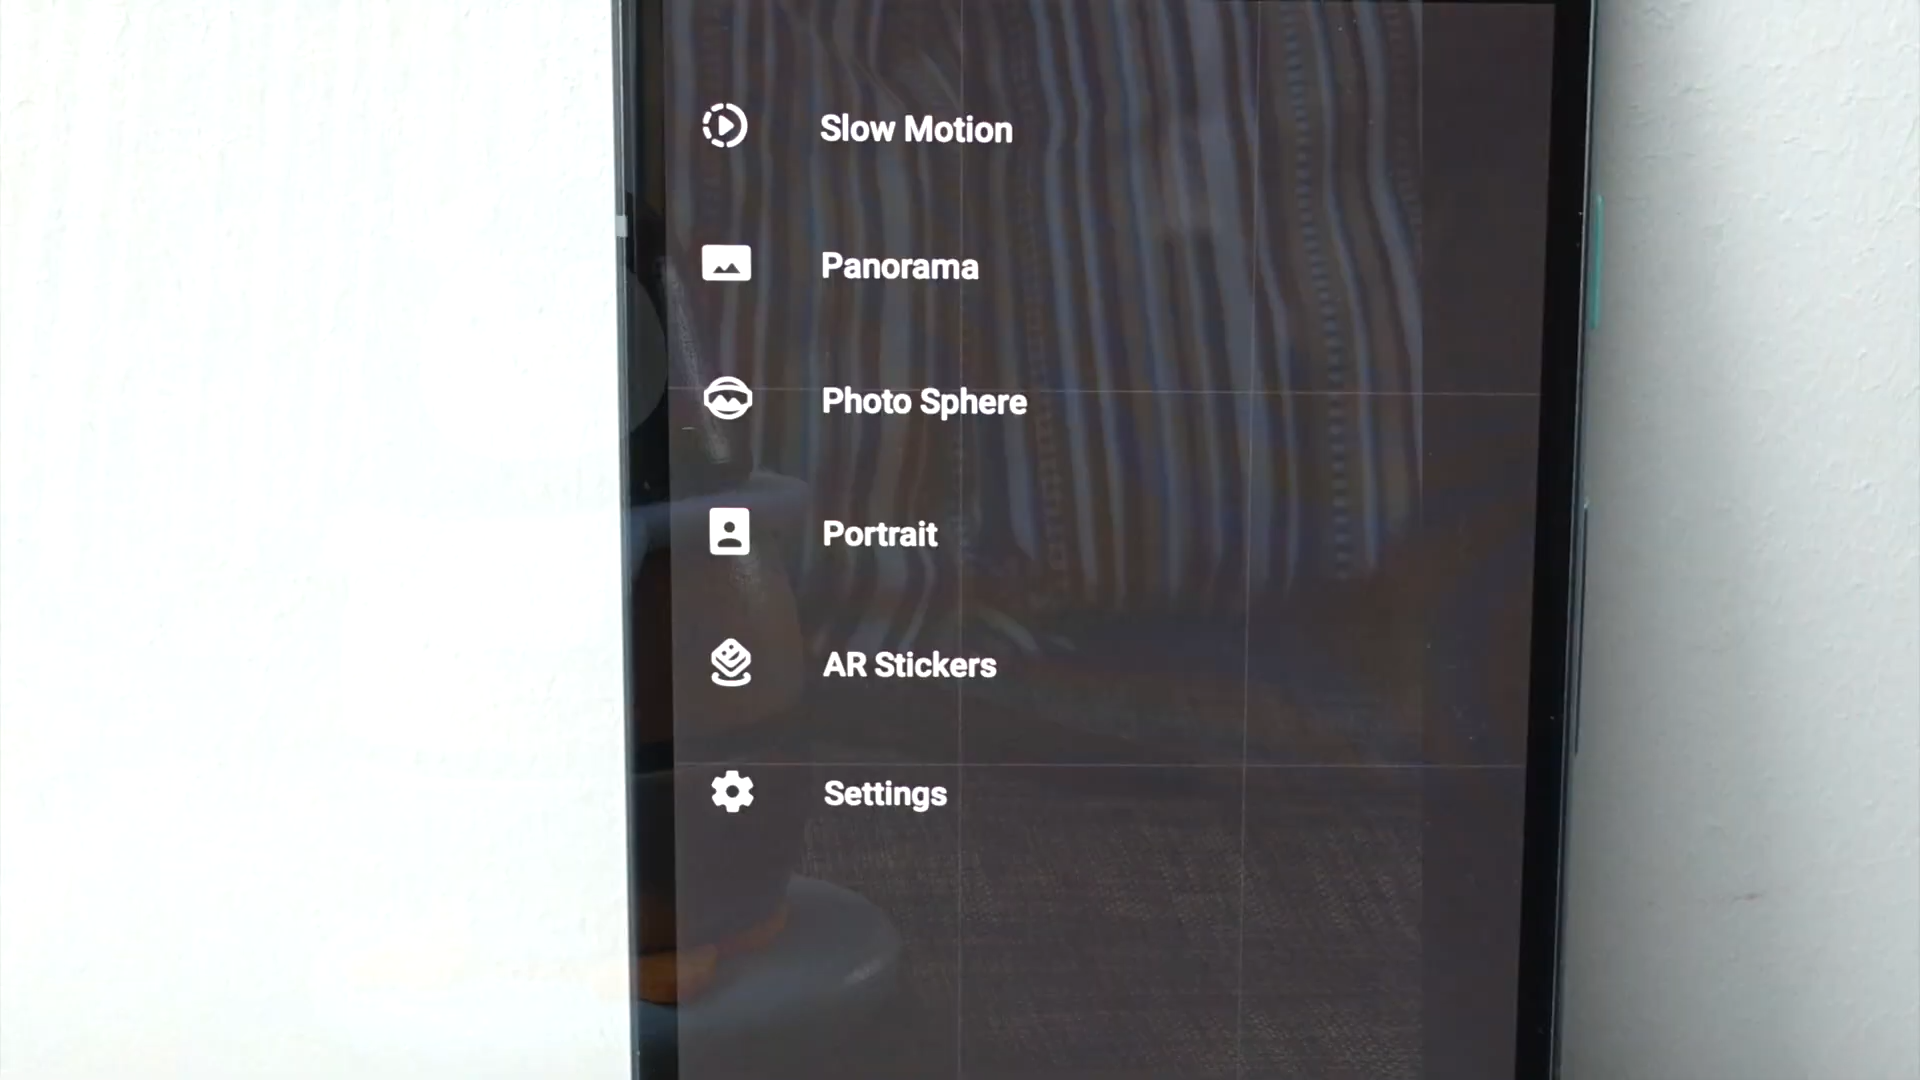 Slow Motion
Panorama
Photo Sphere
Portrait
AR Stickers
Settings